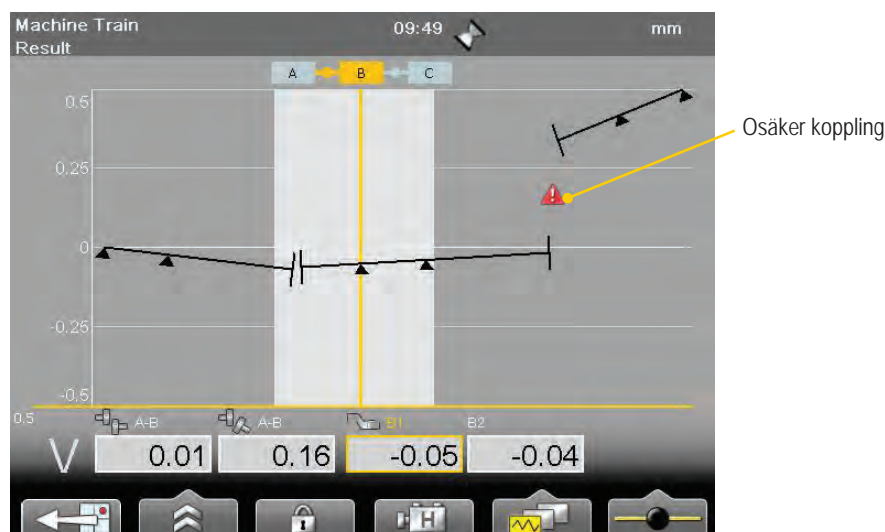 Machine Train 09:49 mm
Result
A B C
0.5
0.25
0
-0.25
-0.5
Osäker koppling
0.5 A-B A-B B1 B2
V 0.01 0.16 -0.05 -0.04
H